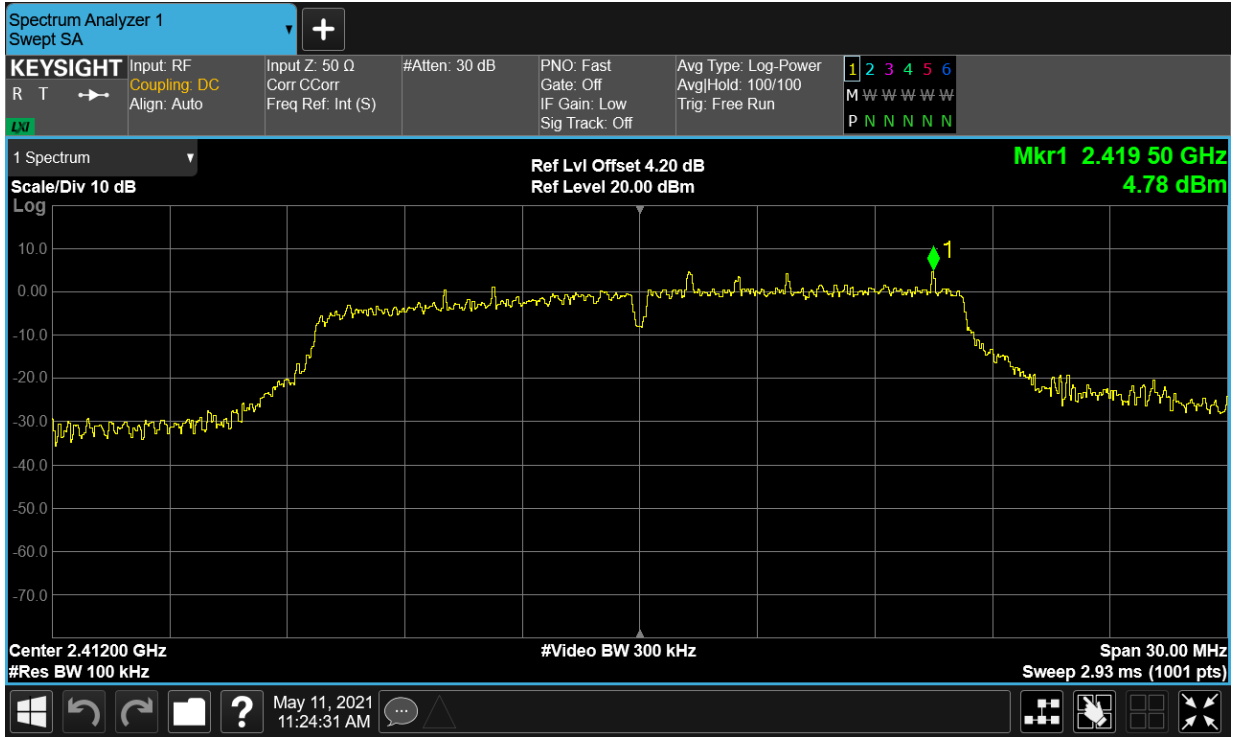 Spectrum Analyzer 1
Swept SA
KEYSIGHT
R T
LXI
Input: RF
Coupling: DC
Align: Auto
Input Z: 50 Ω
Corr CCorr
Freq Ref: Int (S)
#Atten: 30 dB
PNO: Fast
Gate: Off
IF Gain: Low
Sig Track: Off
Avg Type: Log-Power
Avg|Hold: 100/100
Trig: Free Run
1 2 3 4 5 6
M W W W W W
P N N N N N
1 Spectrum
Scale/Div 10 dB
Log
Ref Lvl Offset 4.20 dB
Ref Level 20.00 dBm
Mkr1 2.419 50 GHz
4.78 dBm
10.0
0.00
-10.0
-20.0
-30.0
-40.0
-50.0
-60.0
-70.0
1
Center 2.41200 GHz
#Res BW 100 kHz
#Video BW 300 kHz
Span 30.00 MHz
Sweep 2.93 ms (1001 pts)
?
May 11, 2021
11:24:31 AM